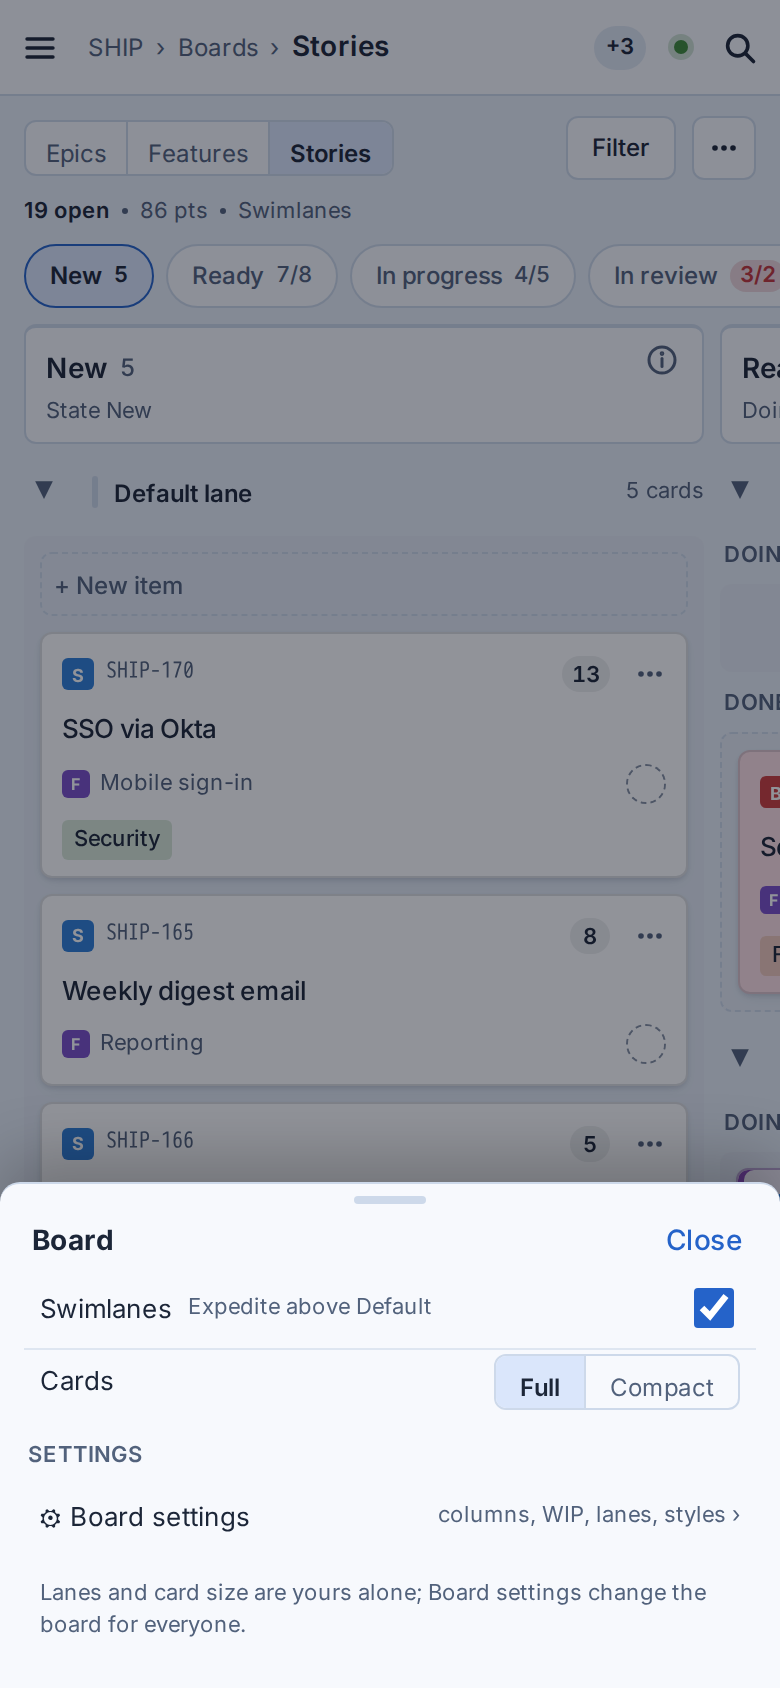 SHIP › Boards › Stories +3
Epics Features Stories Filter •••
19 open • 86 pts • Swimlanes
New 5 Ready 7/8 In progress 4/5 In review 3/2
New 5
State New
Default lane 5 cards
+ New item
S SHIP-170 13 •••
SSO via Okta
F Mobile sign-in
Security
S SHIP-165 8 •••
Weekly digest email
F Reporting
S SHIP-166 5 •••
Board Close
Swimlanes Expedite above Default
Cards Full Compact
SETTINGS
Board settings columns, WIP, lanes, styles ›
Lanes and card size are yours alone; Board settings change the
board for everyone.